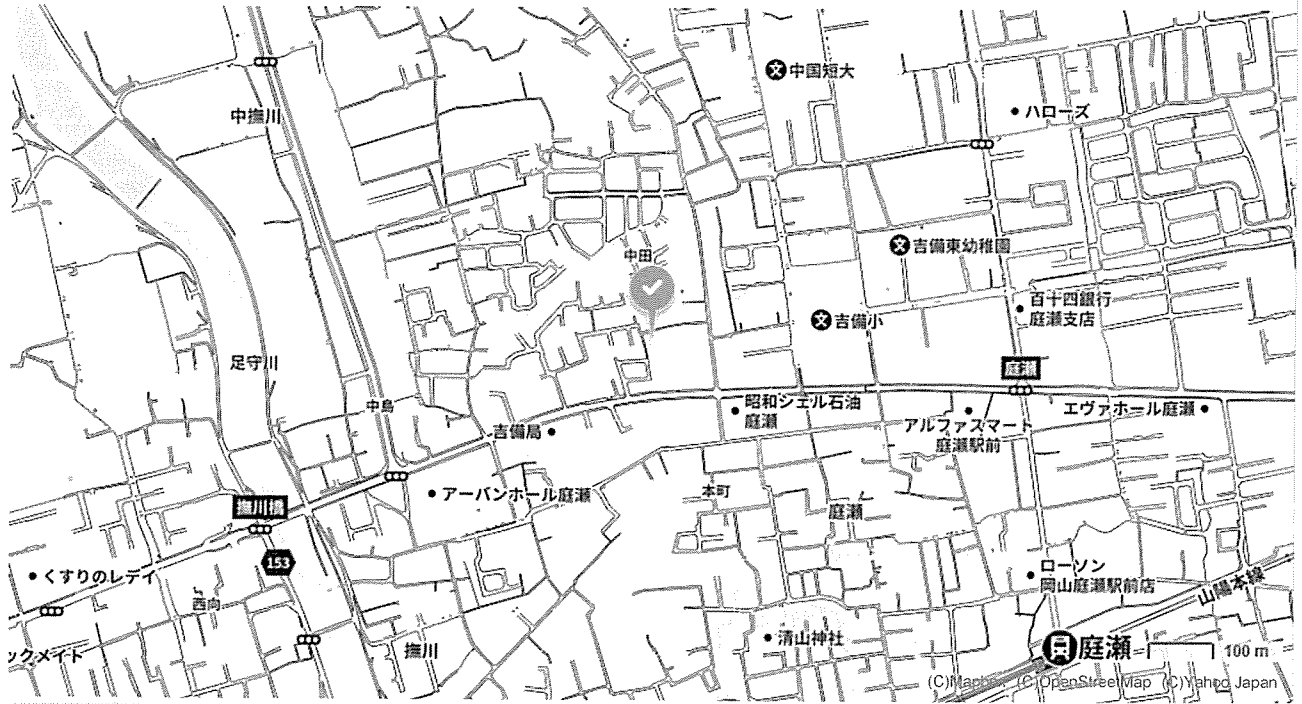 中国短大
ハローズ
中撫川
吉備東幼稚園
中田
百十四銀行
庭瀬支店
吉備小
足守川
庭瀬
中島
昭和シェル石油
庭瀬
エヴァホール庭瀬
アルファスマート
庭瀬駅前
吉備局
アーバンホール庭瀬
本町
庭瀬
撫川橋
153
くすりのレディ
ローソン
岡山庭瀬駅前店
山陽本線
西向
清山神社
撫川
ックメイト
庭瀬
100 m
(C)Mapbox (C)OpenStreetMap (C)Yahoo Japan